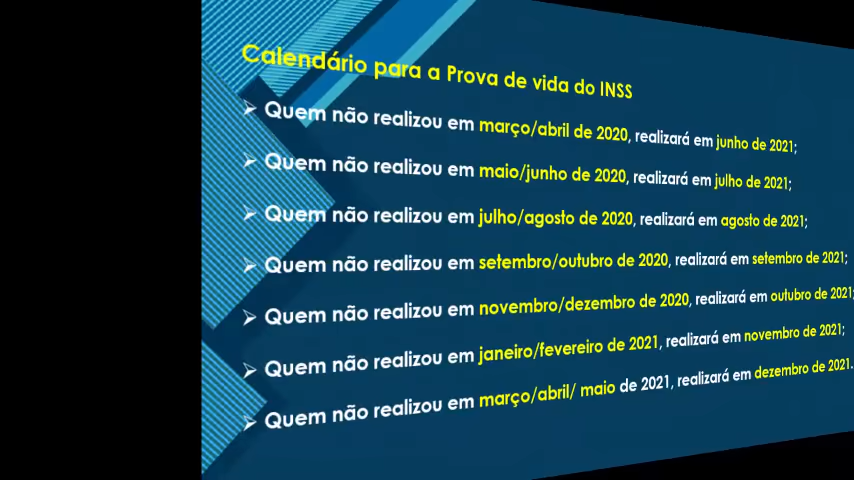 Calendário para a Prova de vida do INSS
➢ Quem não realizou em março/abril de 2020, realizará em junho de 2021;
➢ Quem não realizou em maio/junho de 2020, realizará em julho de 2021;
➢ Quem não realizou em julho/agosto de 2020, realizará em agosto de 2021;
➢ Quem não realizou em setembro/outubro de 2020, realizará em setembro de 2021;
➢ Quem não realizou em novembro/dezembro de 2020, realizará em outubro de 2021;
➢ Quem não realizou em janeiro/fevereiro de 2021, realizará em novembro de 2021;
➢ Quem não realizou em março/abril/ maio de 2021, realizará em dezembro de 2021.